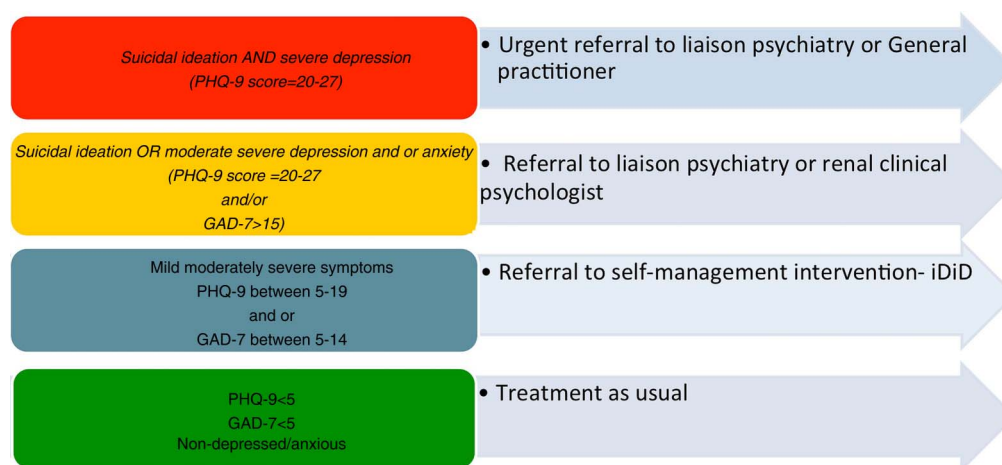 Suicidal ideation AND severe depression
(PHQ-9 score=20-27)
• Urgent referral to liaison psychiatry or General
practitioner
Suicidal ideation OR moderate severe depression and or anxiety
(PHQ-9 score =20-27
and/or
GAD-7>15)
• Referral to liaison psychiatry or renal clinical
psychologist
Mild moderately severe symptoms
PHQ-9 between 5-19
and or
GAD-7 between 5-14
• Referral to self-management intervention- iDiD
PHQ-9<5
GAD-7<5
Non-depressed/anxious
• Treatment as usual